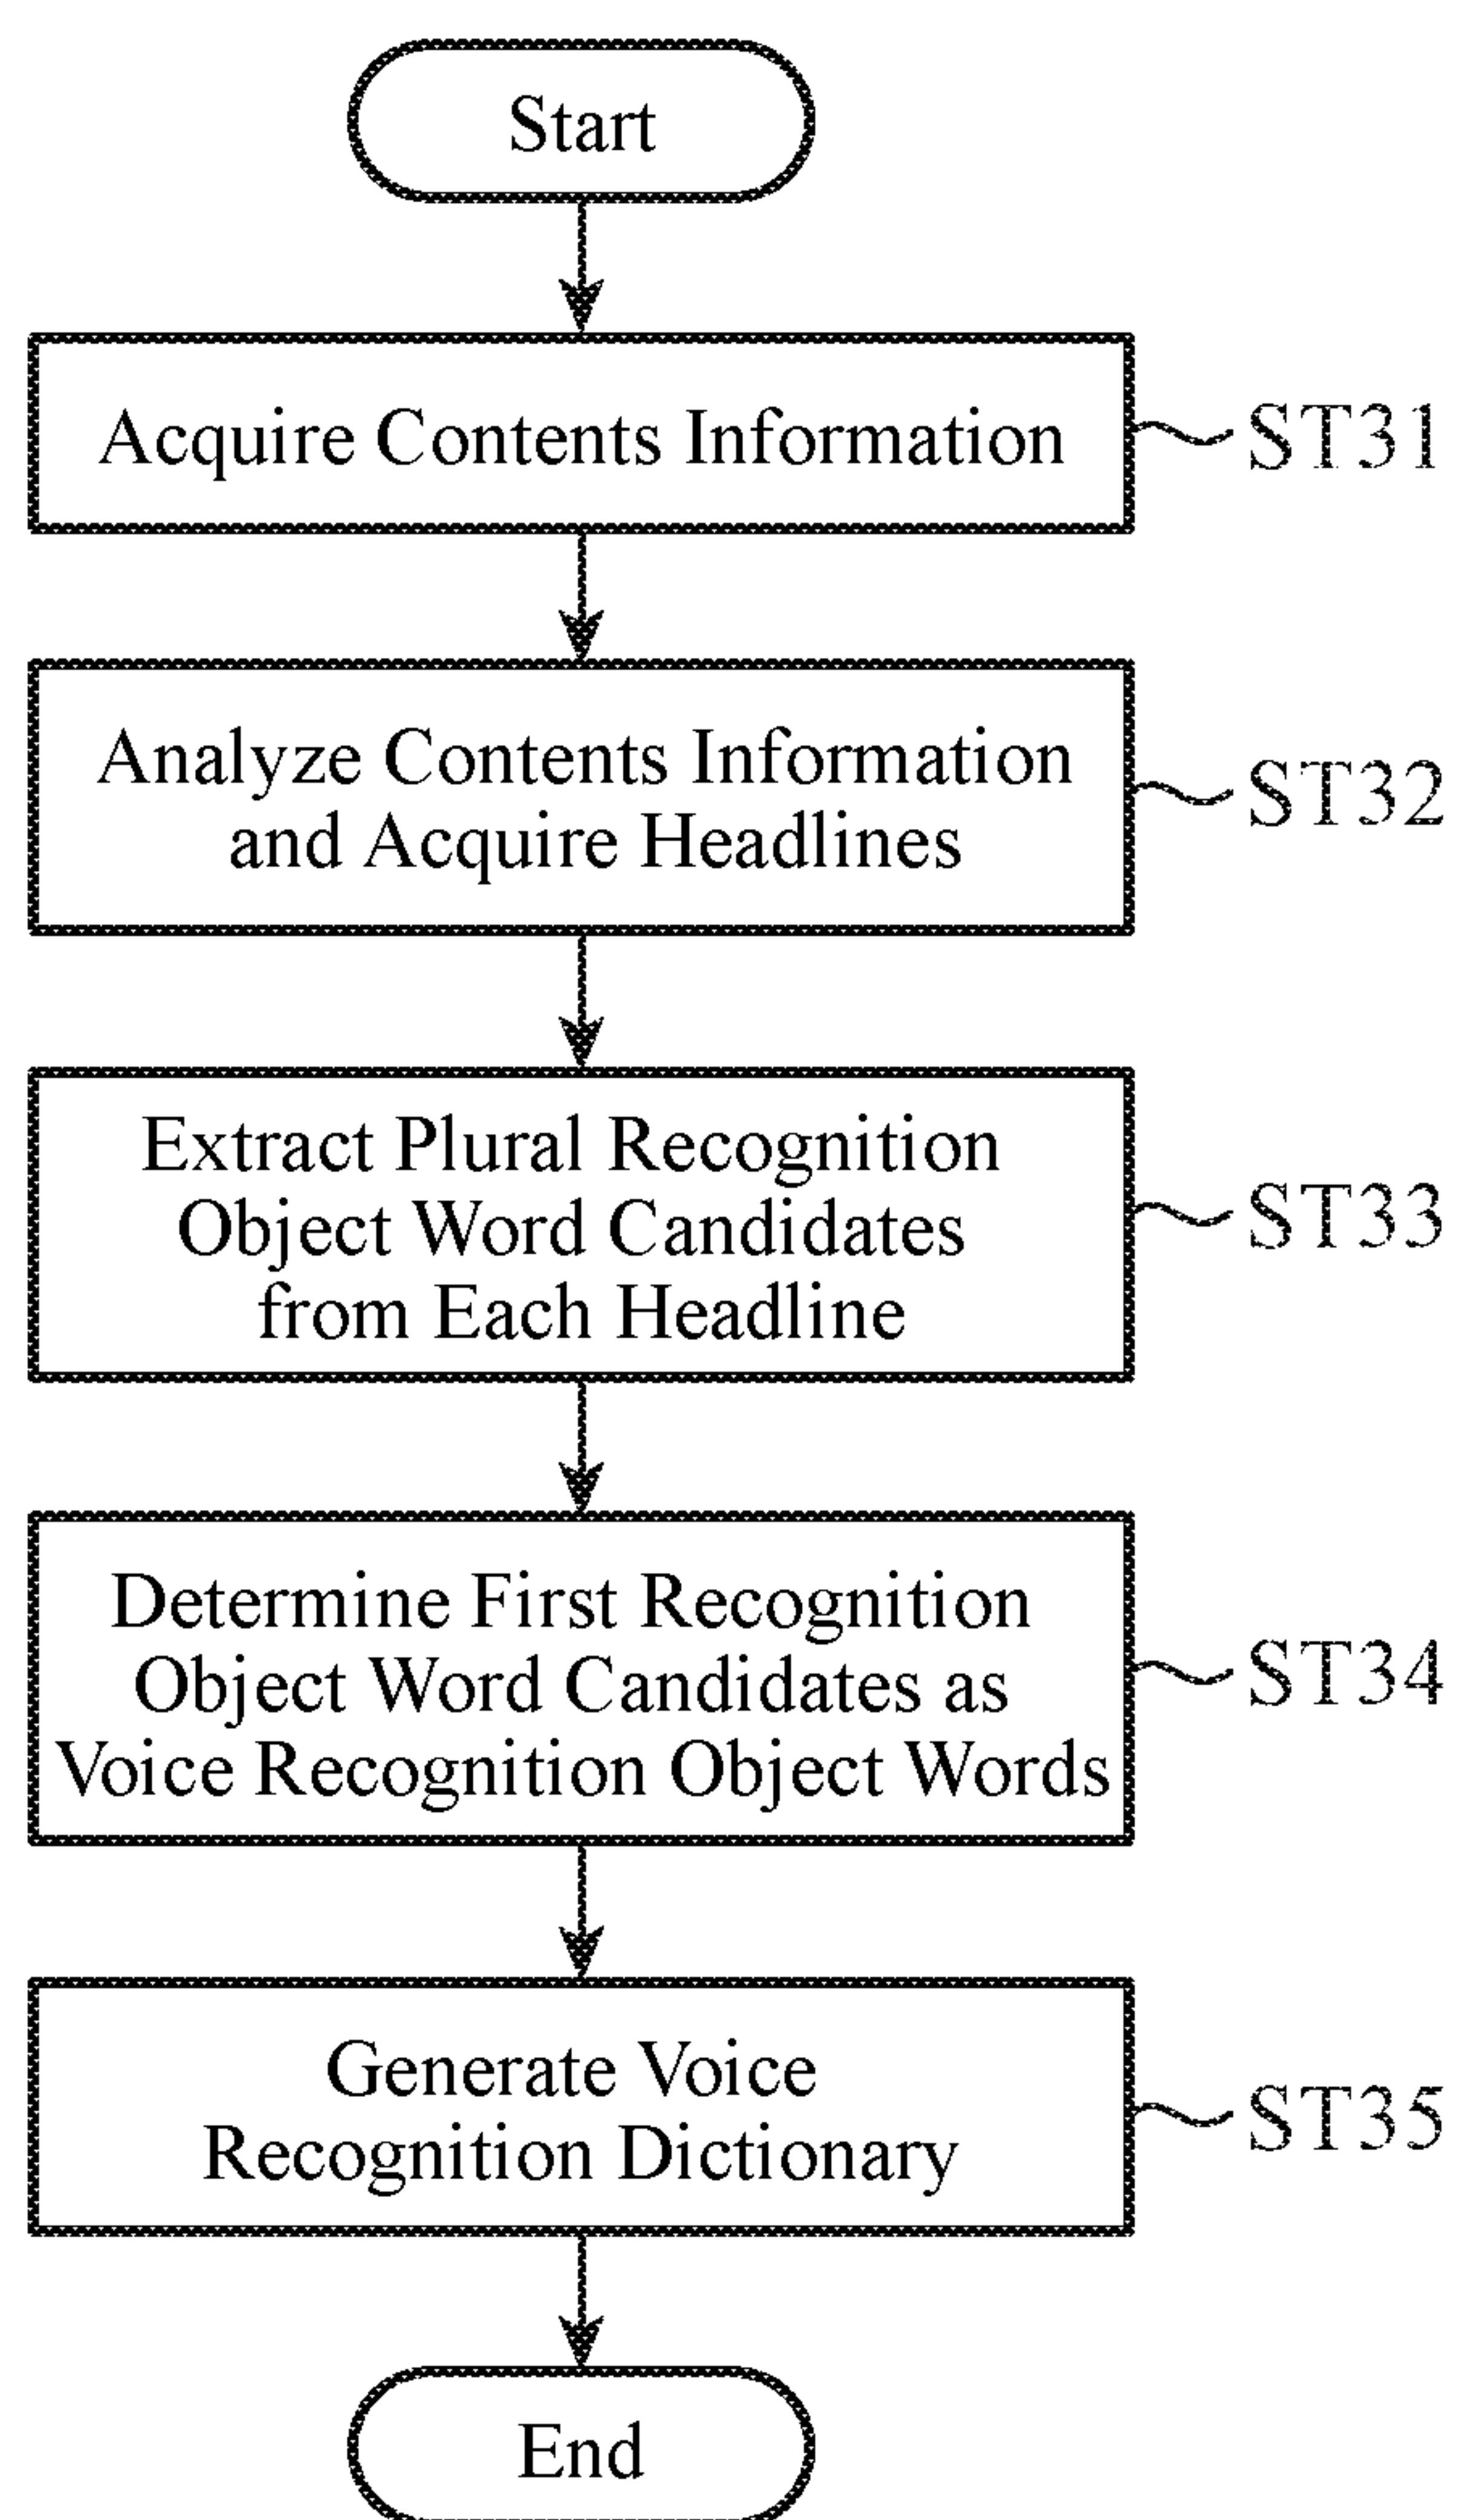 Start
Acquire Contents Information
ST31
Analyze Contents Information
and Acquire Headlines
ST32
Extract Plural Recognition
Object Word Candidates
from Each Headline
ST33
Determine First Recognition
Object Word Candidates as
Voice Recognition Object Words
ST34
Generate Voice
Recognition Dictionary
ST35
End